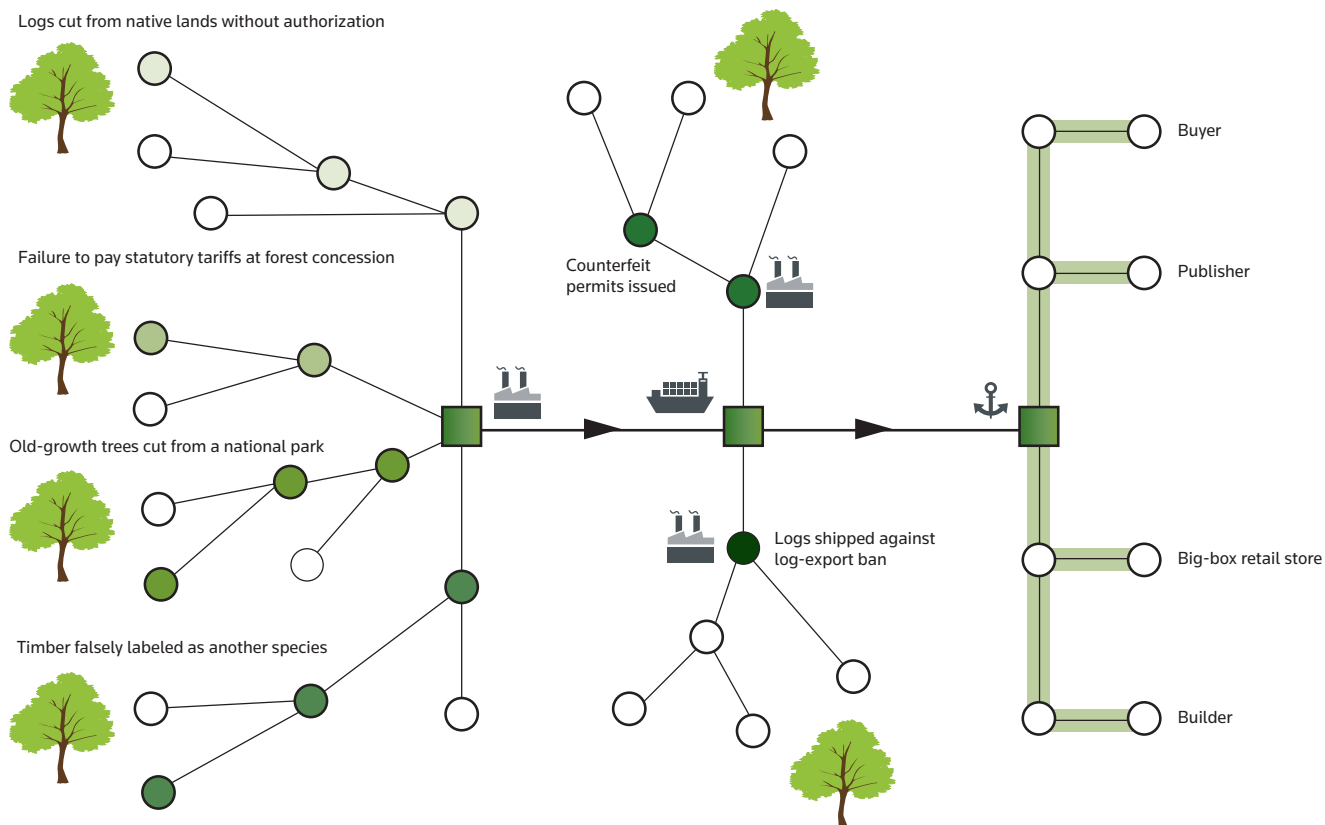 Logs cut from native lands without authorization
Failure to pay statutory tariffs at forest concession
Old-growth trees cut from a national park
Timber falsely labeled as another species
Counterfeit
permits issued
Logs shipped against
log-export ban
Buyer
Publisher
Big-box retail store
Builder